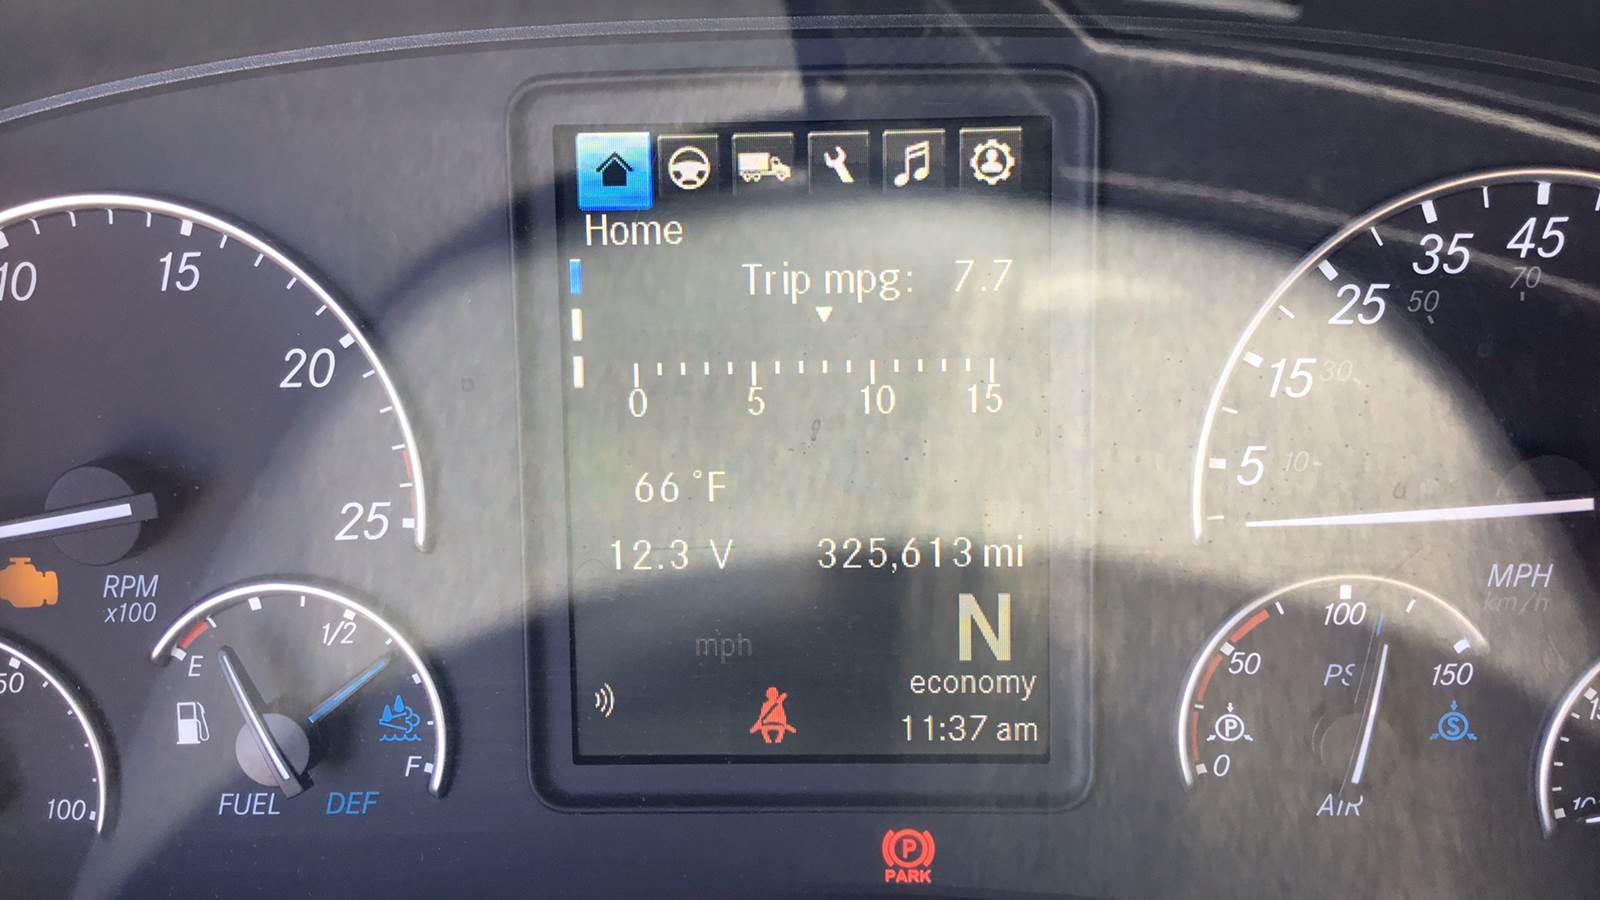 Home
Trip mpg: 7.7
0 5 10 15
66 °F
12.3 V 325,613 mi
mph
N
economy
11:37 am
10 15 20 25
RPM
x100
E 1/2 F
FUEL DEF
50
100
5 15 25 35 45
10 30 50 70
MPH
km/h
0 50 100 150
P S
AIR
P
PARK